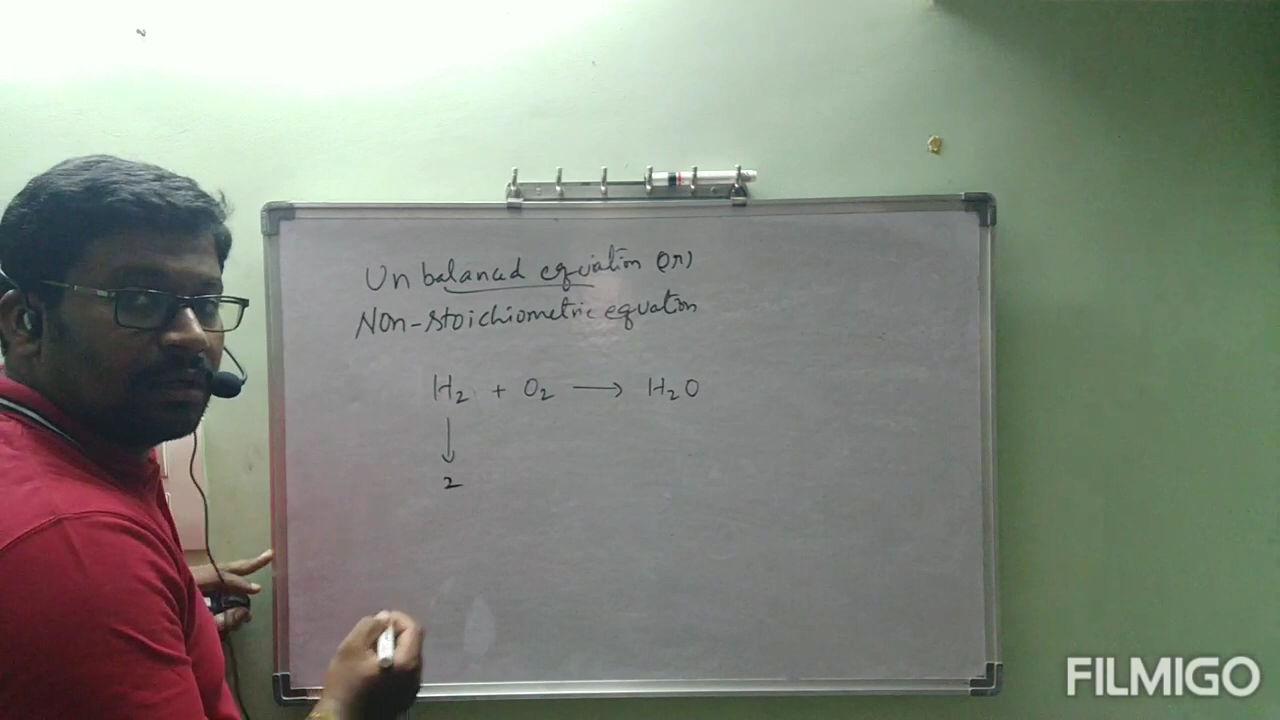 Un balanced equation (or)
Non-stoichiometric equation
H₂ + O₂ → H₂O
↓
2
FILMIGO